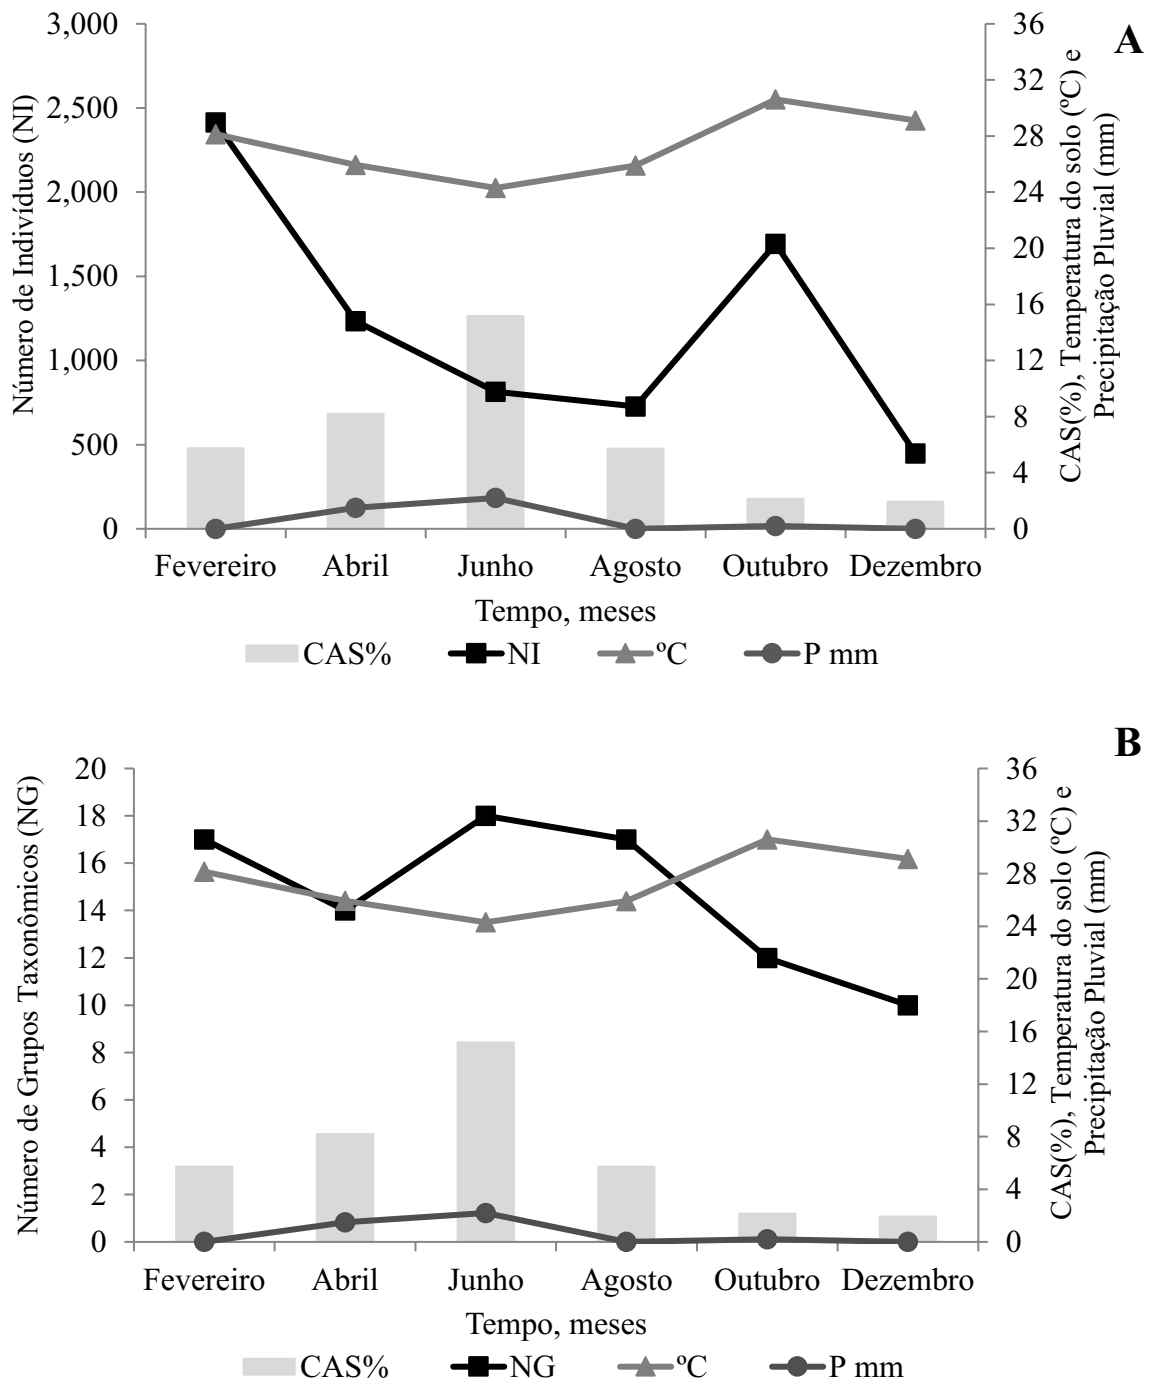 A
Número de Indivíduos (NI)
3,000
2,500
2,000
1,500
1,000
500
0
36
32
28
24
20
16
12
8
4
0
CAS(%), Temperatura do solo (ºC) e
Precipitação Pluvial (mm)
Fevereiro Abril Junho Agosto Outubro Dezembro
Tempo, meses
CAS% NI ºC P mm
B
Número de Grupos Taxonômicos (NG)
20
18
16
14
12
10
8
6
4
2
0
36
32
28
24
20
16
12
8
4
0
CAS(%), Temperatura do solo (ºC) e
Precipitação Pluvial (mm)
Fevereiro Abril Junho Agosto Outubro Dezembro
Tempo, meses
CAS% NG ºC P mm